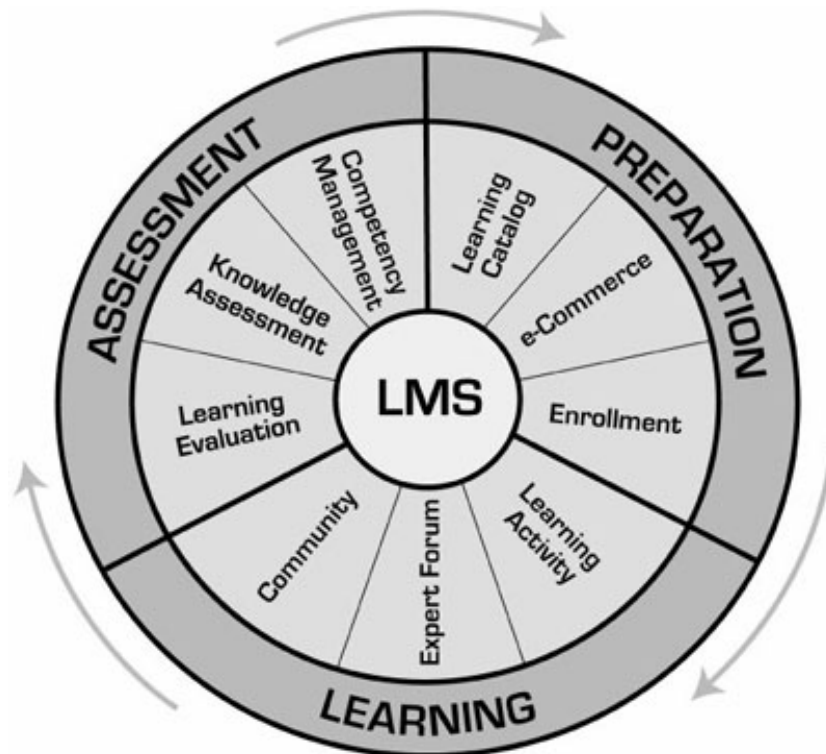 ASSESSMENT
PREPARATION
LEARNING
LMS
Learning
Catalog
e-Commerce
Enrollment
Learning
Activity
Expert Forum
Community
Learning
Evaluation
Knowledge
Assessment
Competency
Management